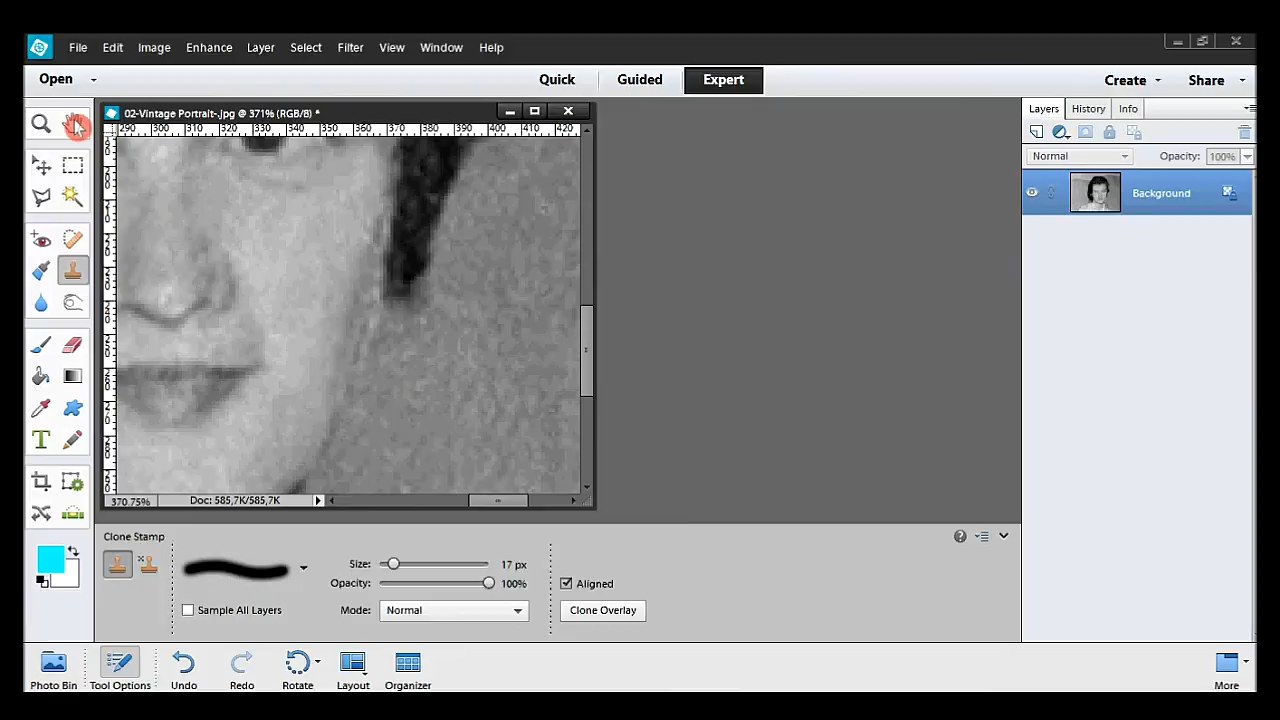 File Edit Image Enhance Layer Select Filter View Window Help
Open Quick Guided Expert Create Share
02-Vintage Portrait-.jpg @ 371% (RGB/8) *
Layers History Info
290 300 310 320 330 340 350 360 370 380 390 400 410 420
Normal Opacity: 100%
Background
370.75% Doc: 585,7K/585,7K
Clone Stamp
Size: 17 px
Opacity: 100% Aligned
Sample All Layers Mode: Normal Clone Overlay
Photo Bin Tool Options Undo Redo Rotate Layout Organizer More